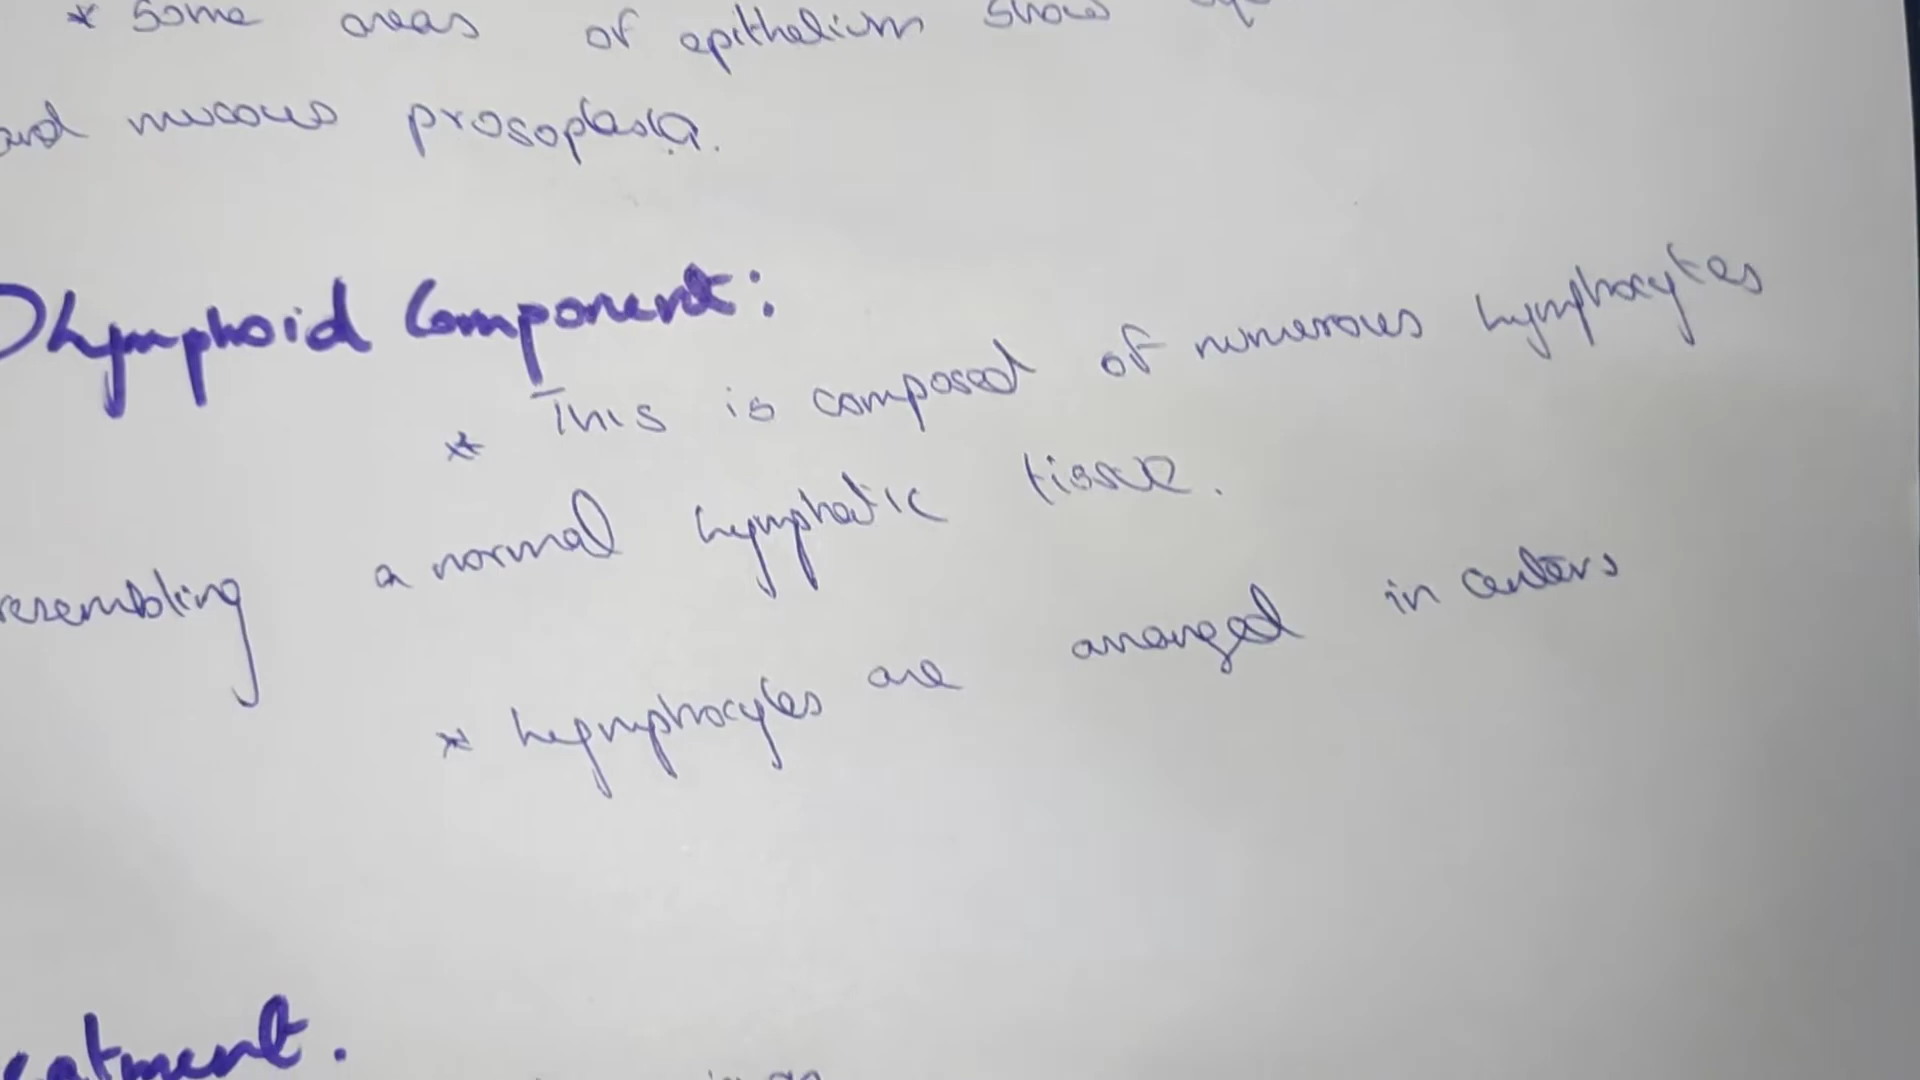 * Some areas of epithelium show
and mucous prosoplasia.
Lymphoid Component:
* This is composed of numerous lymphocytes
resembling a normal lymphatic tissue.
* Lymphocytes are arranged in centers
eatment.